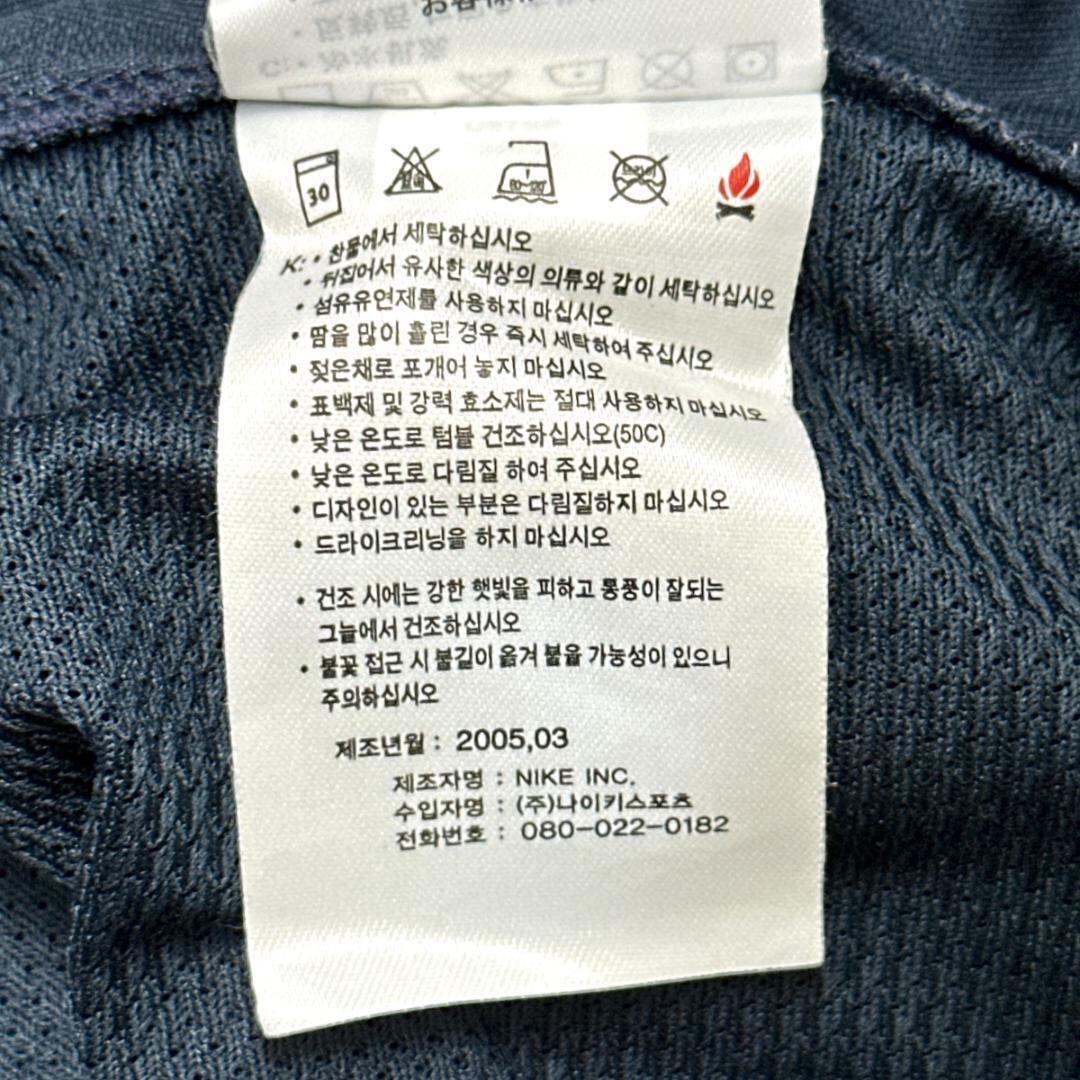 30
K: • 찬물에서 세탁하십시오
• 뒤집어서 유사한 색상의 의류와 같이 세탁하십시오
• 섬유유연제를 사용하지 마십시오
• 땀을 많이 흘린 경우 즉시 세탁하여 주십시오
• 젖은채로 포개어 놓지 마십시오
• 표백제 및 강력 효소제는 절대 사용하지 마십시오
• 낮은 온도로 텀블 건조하십시오(50C)
• 낮은 온도로 다림질 하여 주십시오
• 디자인이 있는 부분은 다림질하지 마십시오
• 드라이크리닝을 하지 마십시오
• 건조 시에는 강한 햇빛을 피하고 통풍이 잘되는
그늘에서 건조하십시오
• 불꽃 접근 시 불길이 옮겨 붙을 가능성이 있으니
주의하십시오
제조년월 : 2005,03
제조자명 : NIKE INC.
수입자명 : (주)나이키스포츠
전화번호 : 080-022-0182